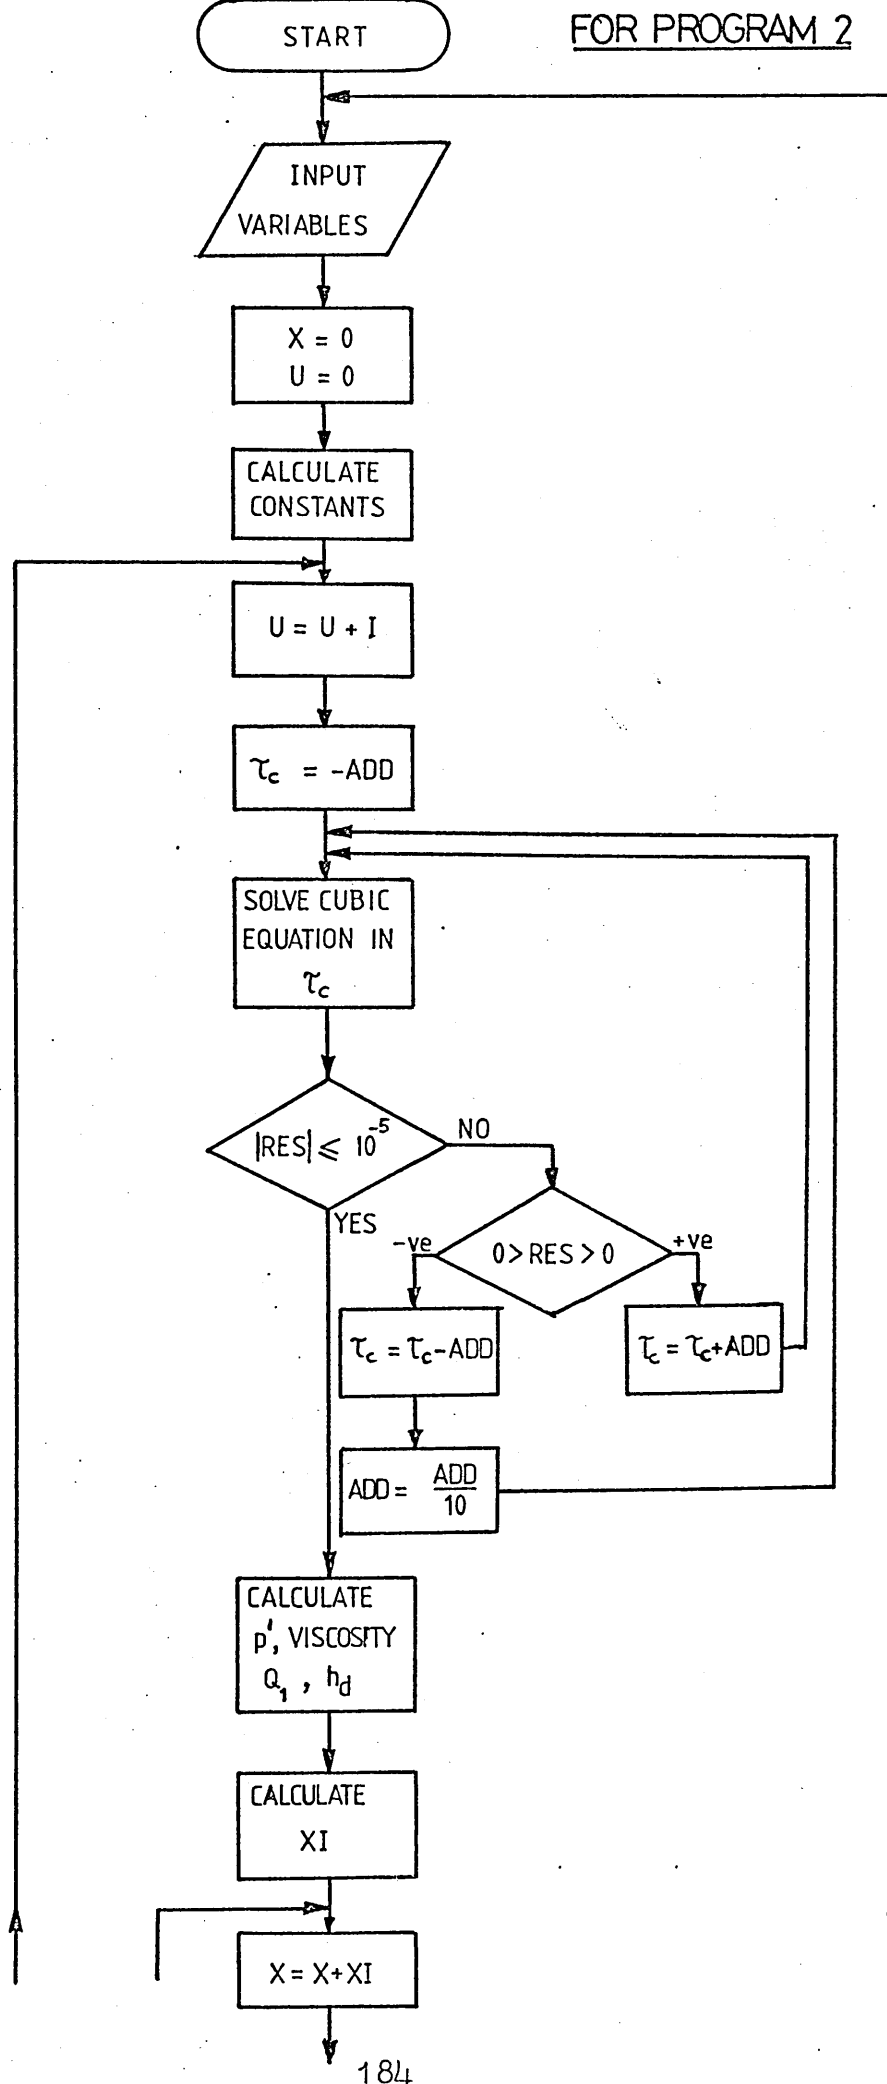 FOR PROGRAM 2
START
INPUT
VARIABLES
X = 0
U = 0
CALCULATE
CONSTANTS
U = U + I
τc = -ADD
SOLVE CUBIC
EQUATION IN
τc
|RES| ≤ 10^-5
NO
YES
-ve
0 > RES > 0
+ve
τc = τc-ADD
τc = τc+ADD
ADD = ADD/10
CALCULATE
p', VISCOSITY
Q1 , hd
CALCULATE
XI
X = X+XI
184